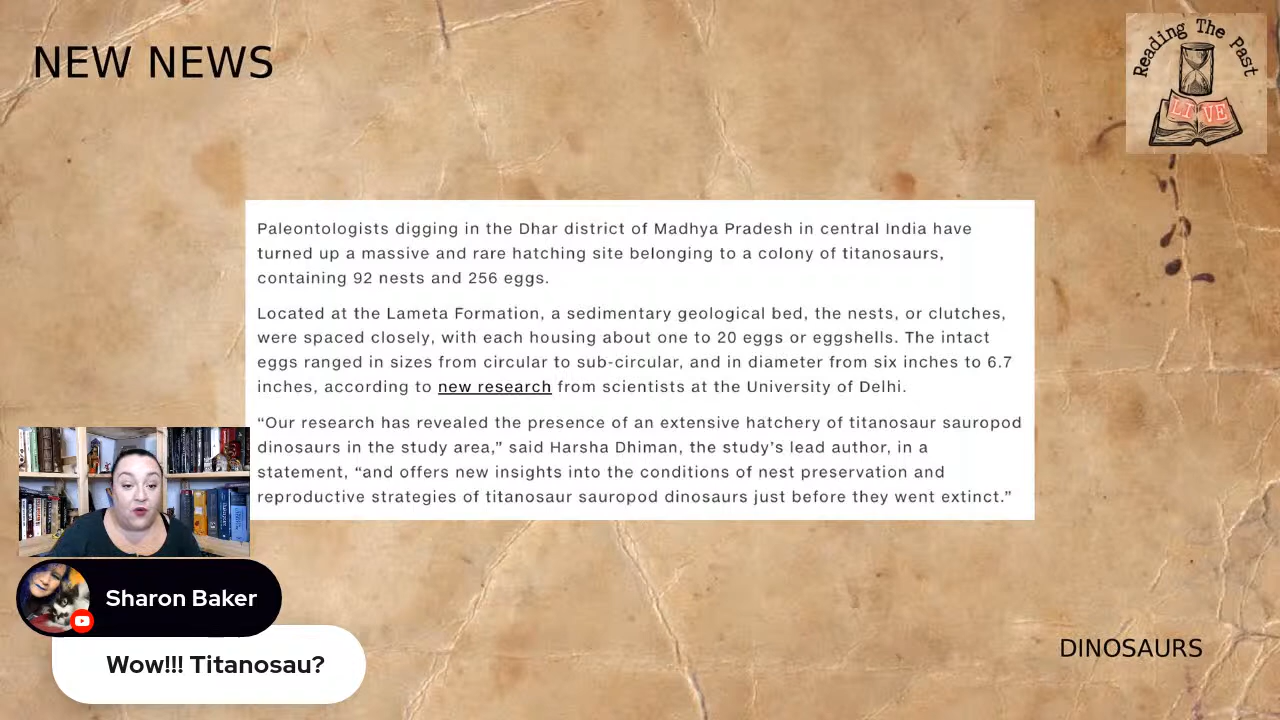 NEW NEWS
Reading The Past
LIVE
Paleontologists digging in the Dhar district of Madhya Pradesh in central India have
turned up a massive and rare hatching site belonging to a colony of titanosaurs,
containing 92 nests and 256 eggs.
Located at the Lameta Formation, a sedimentary geological bed, the nests, or clutches,
were spaced closely, with each housing about one to 20 eggs or eggshells. The intact
eggs ranged in sizes from circular to sub-circular, and in diameter from six inches to 6.7
inches, according to new research from scientists at the University of Delhi.
“Our research has revealed the presence of an extensive hatchery of titanosaur sauropod
dinosaurs in the study area,” said Harsha Dhiman, the study’s lead author, in a
statement, “and offers new insights into the conditions of nest preservation and
reproductive strategies of titanosaur sauropod dinosaurs just before they went extinct.”
Sharon Baker
Wow!!! Titanosau?
DINOSAURS